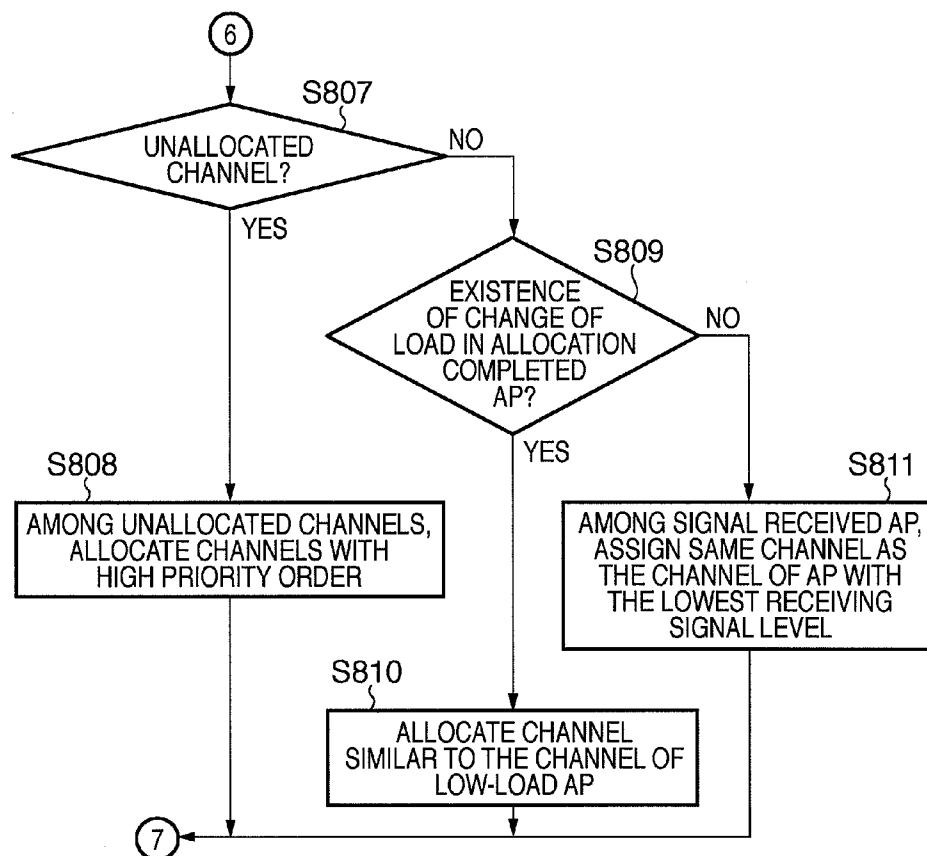 6
S807
UNALLOCATED
CHANNEL?
NO
YES
S809
EXISTENCE
OF CHANGE OF
LOAD IN ALLOCATION
COMPLETED
AP?
NO
YES
S808
AMONG UNALLOCATED CHANNELS,
ALLOCATE CHANNELS WITH
HIGH PRIORITY ORDER
S811
AMONG SIGNAL RECEIVED AP,
ASSIGN SAME CHANNEL AS
THE CHANNEL OF AP WITH
THE LOWEST RECEIVING
SIGNAL LEVEL
S810
ALLOCATE CHANNEL
SIMILAR TO THE CHANNEL OF
LOW-LOAD AP
7